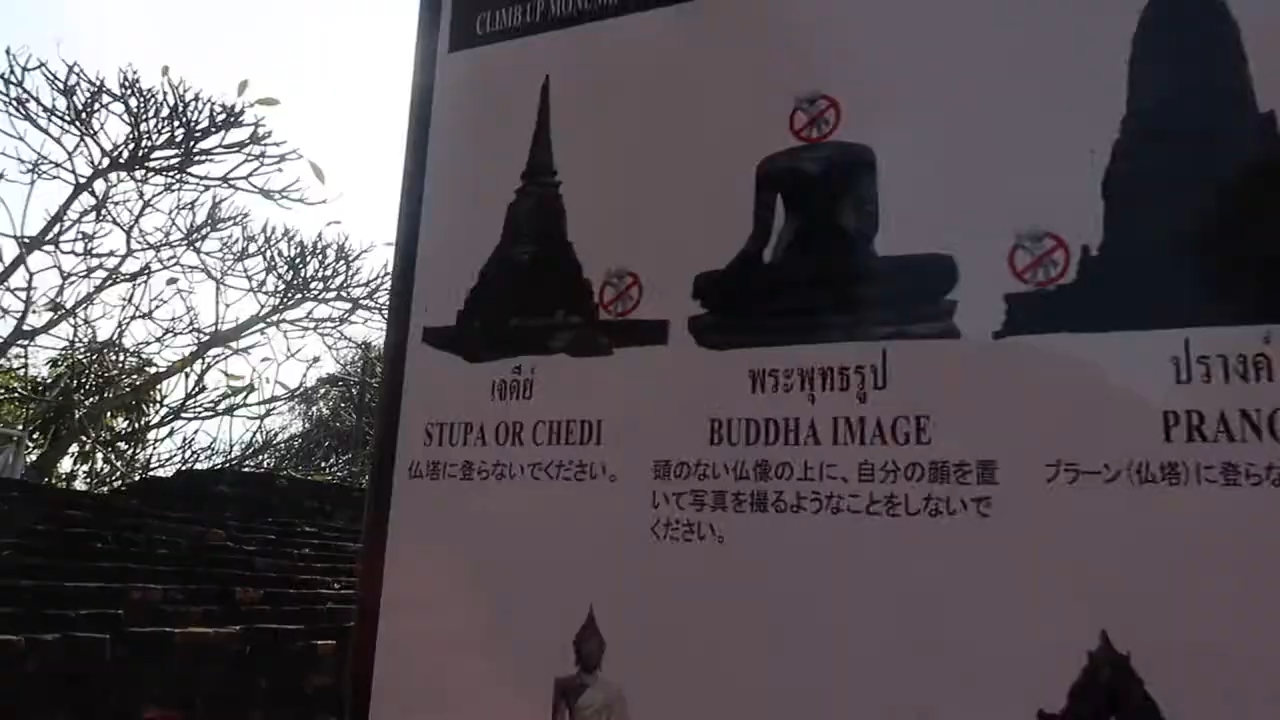 CLIMB UP
เจดีย์
STUPA OR CHEDI
仏塔に登らないでください。
พระพุทธรูป
BUDDHA IMAGE
頭のない仏像の上に、自分の顔を置
いて写真を撮るようなことをしないで
ください。
ปรางค์
PRANG
プラーン(仏塔)に登らな